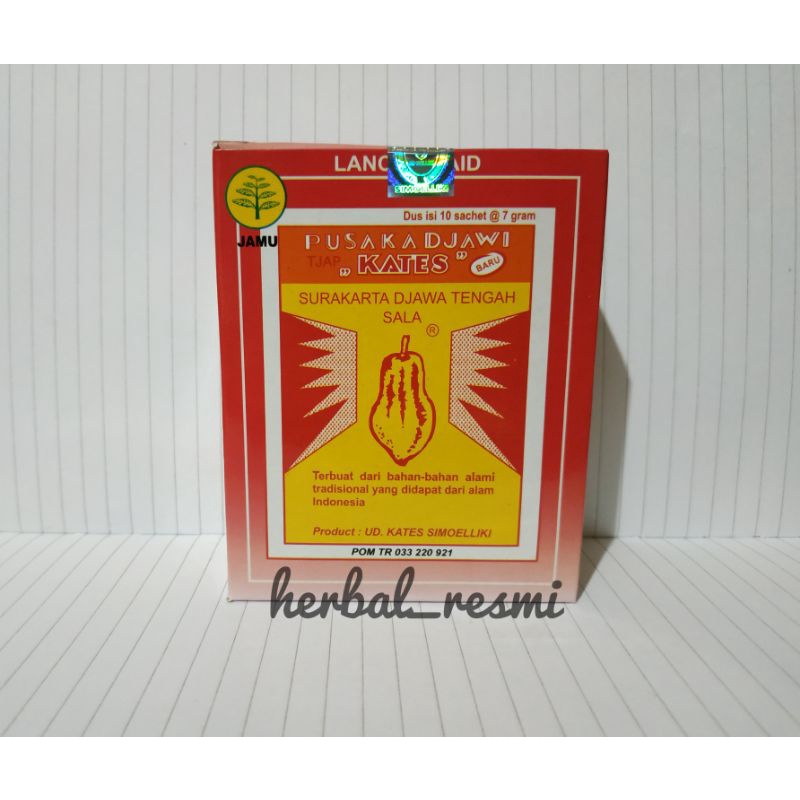 LANC AID
SIMOELLIKI
JAMU
Dus isi 10 sachet @ 7 gram
PUSAKA DJAWI
TJAP „ KATES ” BARU
SURAKARTA DJAWA TENGAH
SALA ®
Terbuat dari bahan-bahan alami
tradisional yang didapat dari alam
Indonesia
Product : UD. KATES SIMOELLIKI
POM TR 033 220 921
herbal_resmi